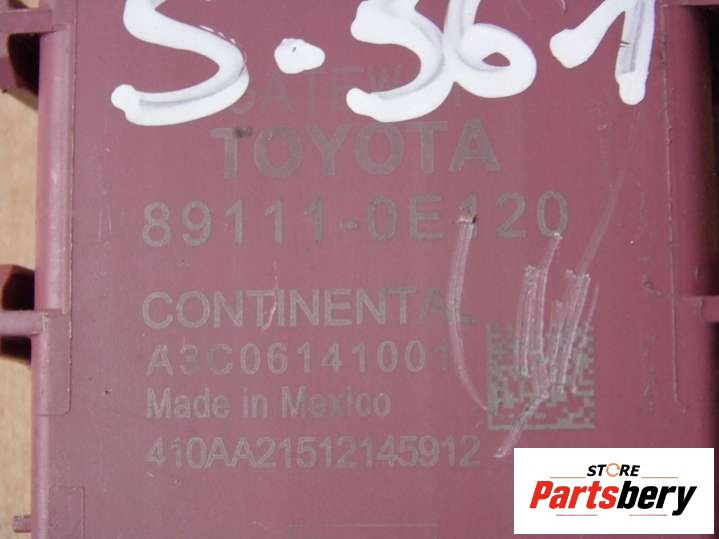 S-361
GATEWAY
TOYOTA
89111-0E120
CONTINENTAL
A3C06141001
Made in Mexico
410AA21512145912
STORE
Partsbery